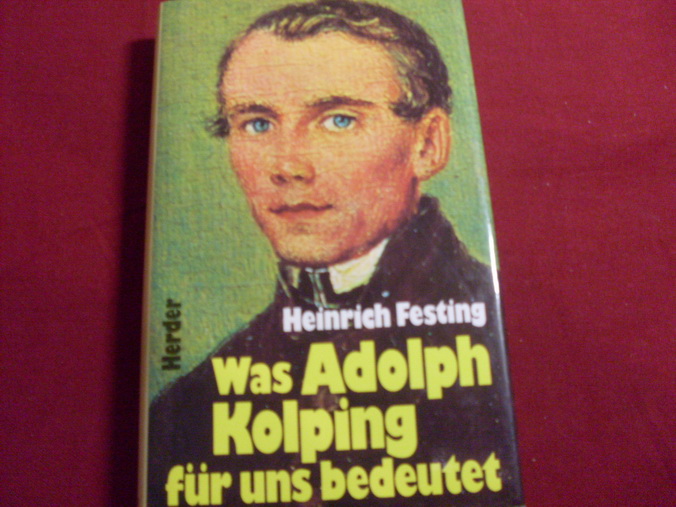 Herder
Heinrich Festing
Was Adolph
Kolping
für uns bedeutet